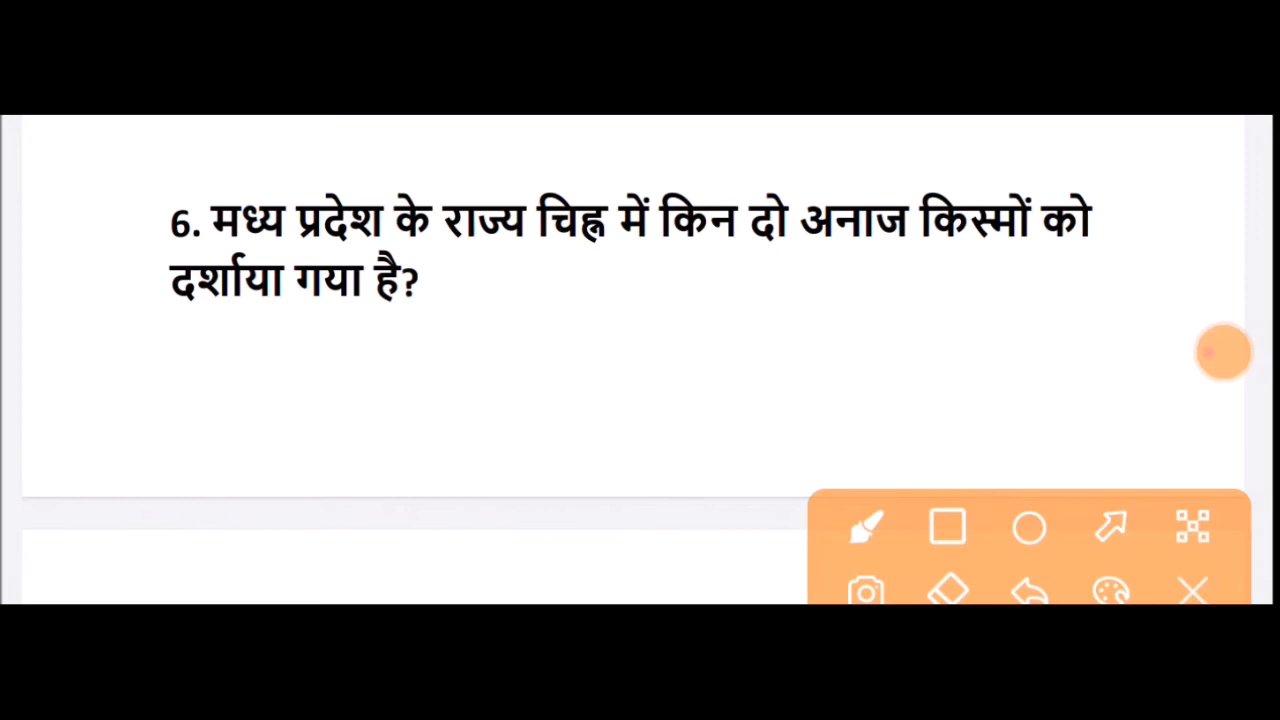 6. मध्य प्रदेश के राज्य चिह्न में किन दो अनाज किस्मों को
दर्शाया गया है?